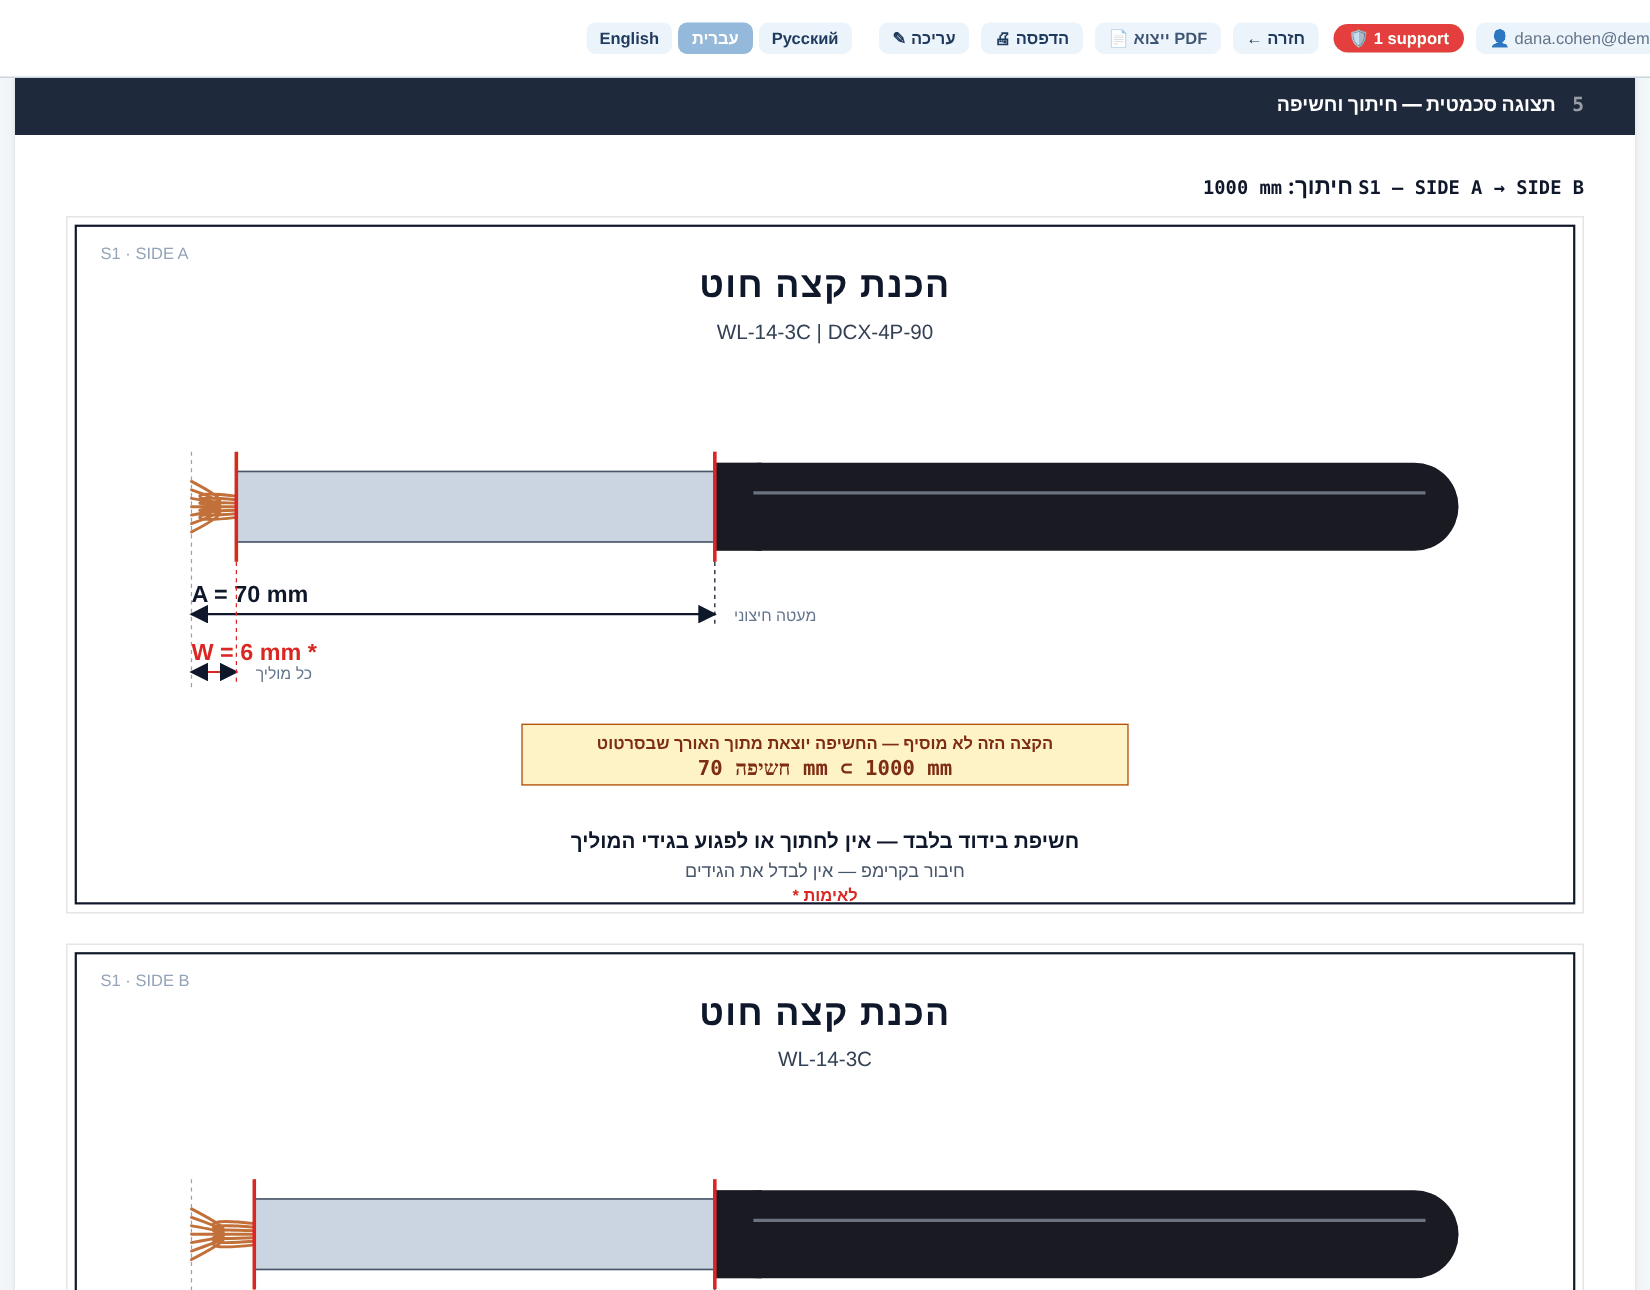 English עברית Русский עריכה ✎ הדפסה 🖨 ייצוא PDF 📄 חזרה ← 🛡 1 support 👤 dana.cohen@dem
5 תצוגה סכמטית — חיתוך וחשיפה
S1 — SIDE A → SIDE B חיתוך: 1000 mm
S1 · SIDE A
הכנת קצה חוט
WL-14-3C | DCX-4P-90
A = 70 mm
מעטה חיצוני
W = 6 mm *
כל מוליך
הקצה הזה לא מוסיף — החשיפה יוצאת מתוך האורך שבסרטוט
חשיפה 70 mm ⊂ 1000 mm
חשיפת בידוד בלבד — אין לחתוך או לפגוע בגידי המוליך
חיבור בקרימפ — אין לבדל את הגידים
* לאימות
S1 · SIDE B
הכנת קצה חוט
WL-14-3C